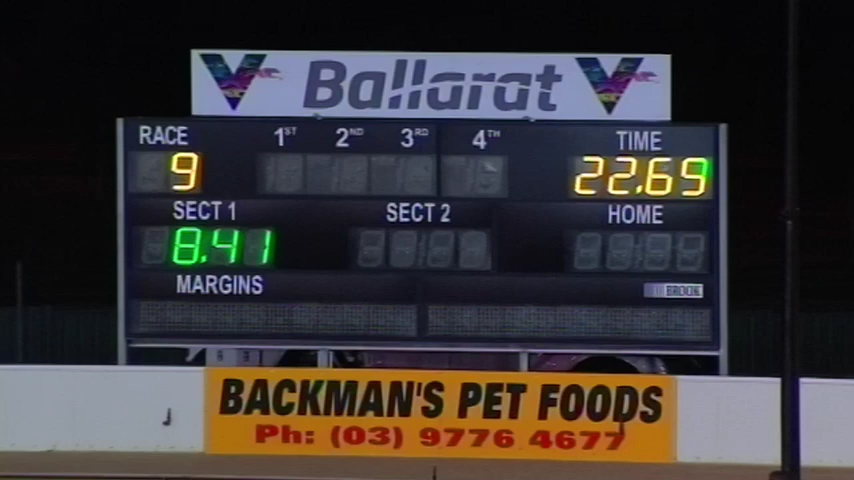 Ballarat
RACE 1ST 2ND 3RD 4TH TIME
9 22.69
SECT 1 SECT 2 HOME
8.41
MARGINS
BROOK
BACKMAN'S PET FOODS
Ph: (03) 9776 4677